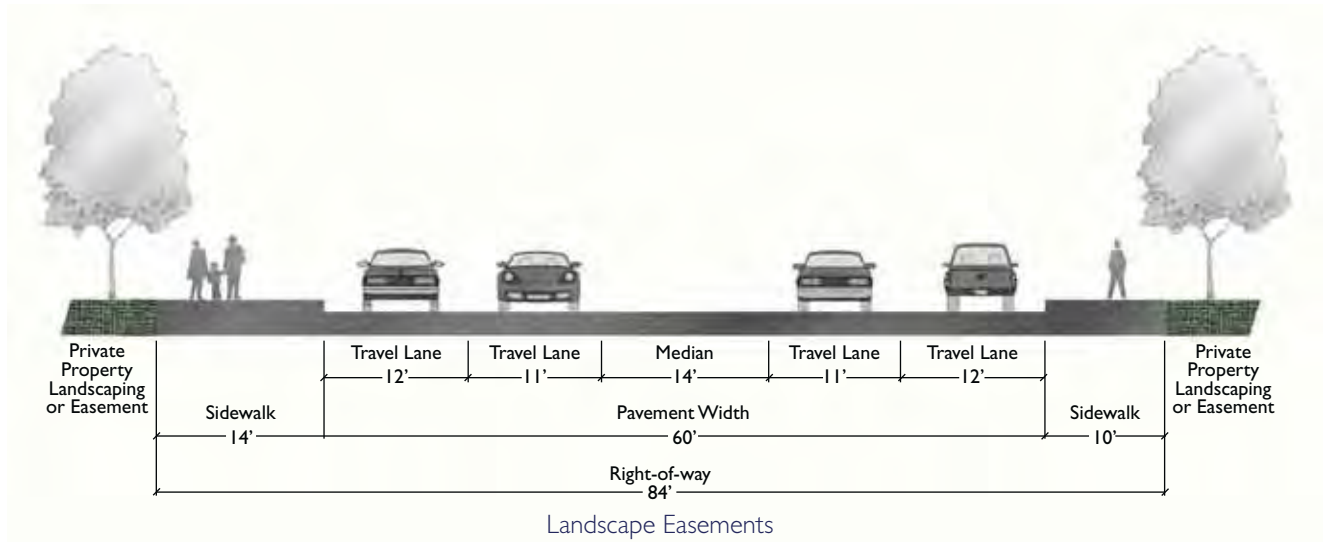 Private
Property
Landscaping
or Easement
Travel Lane
12’
Travel Lane
11’
Median
14’
Travel Lane
11’
Travel Lane
12’
Private
Property
Landscaping
or Easement
Sidewalk
14’
Pavement Width
60’
Sidewalk
10’
Right-of-way
84’
Landscape Easements